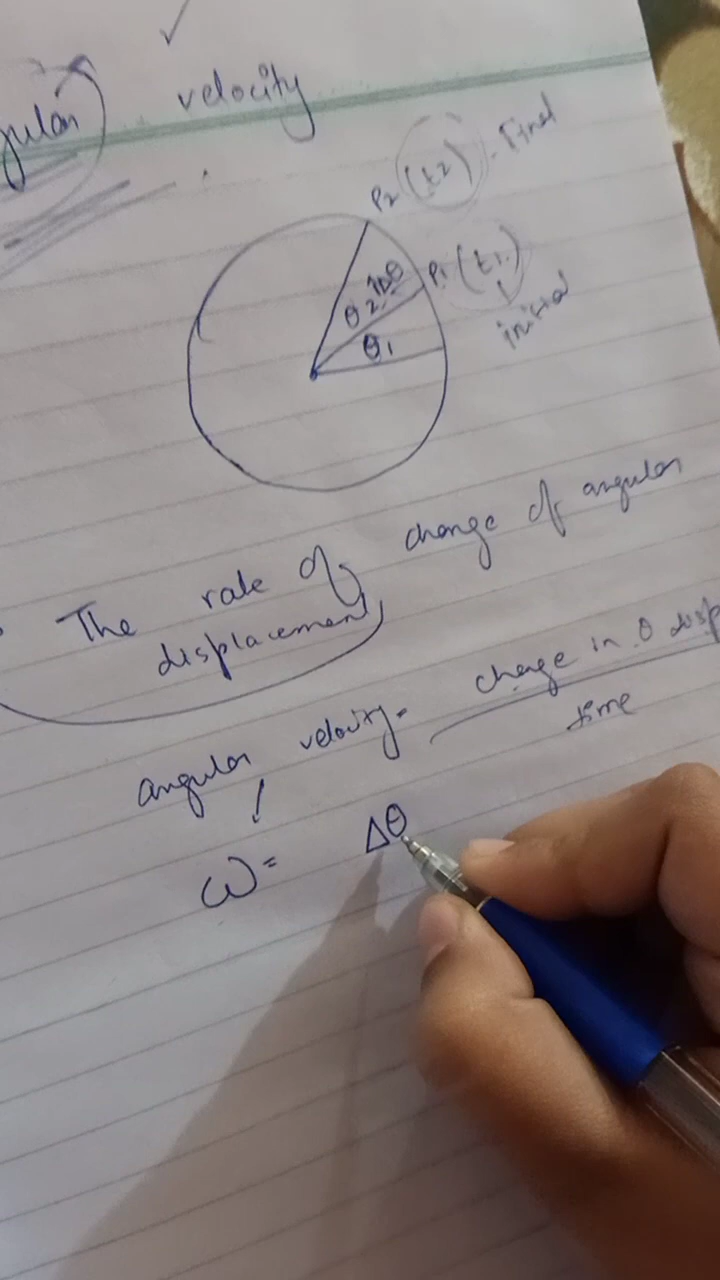 gular velocity
P2 (t2) - Final
P1 (t1)
initial
Δθ
θ2
θ1
The rate of change of angular
displacement
angular velocity = change in θ disp
time
ω = Δθ